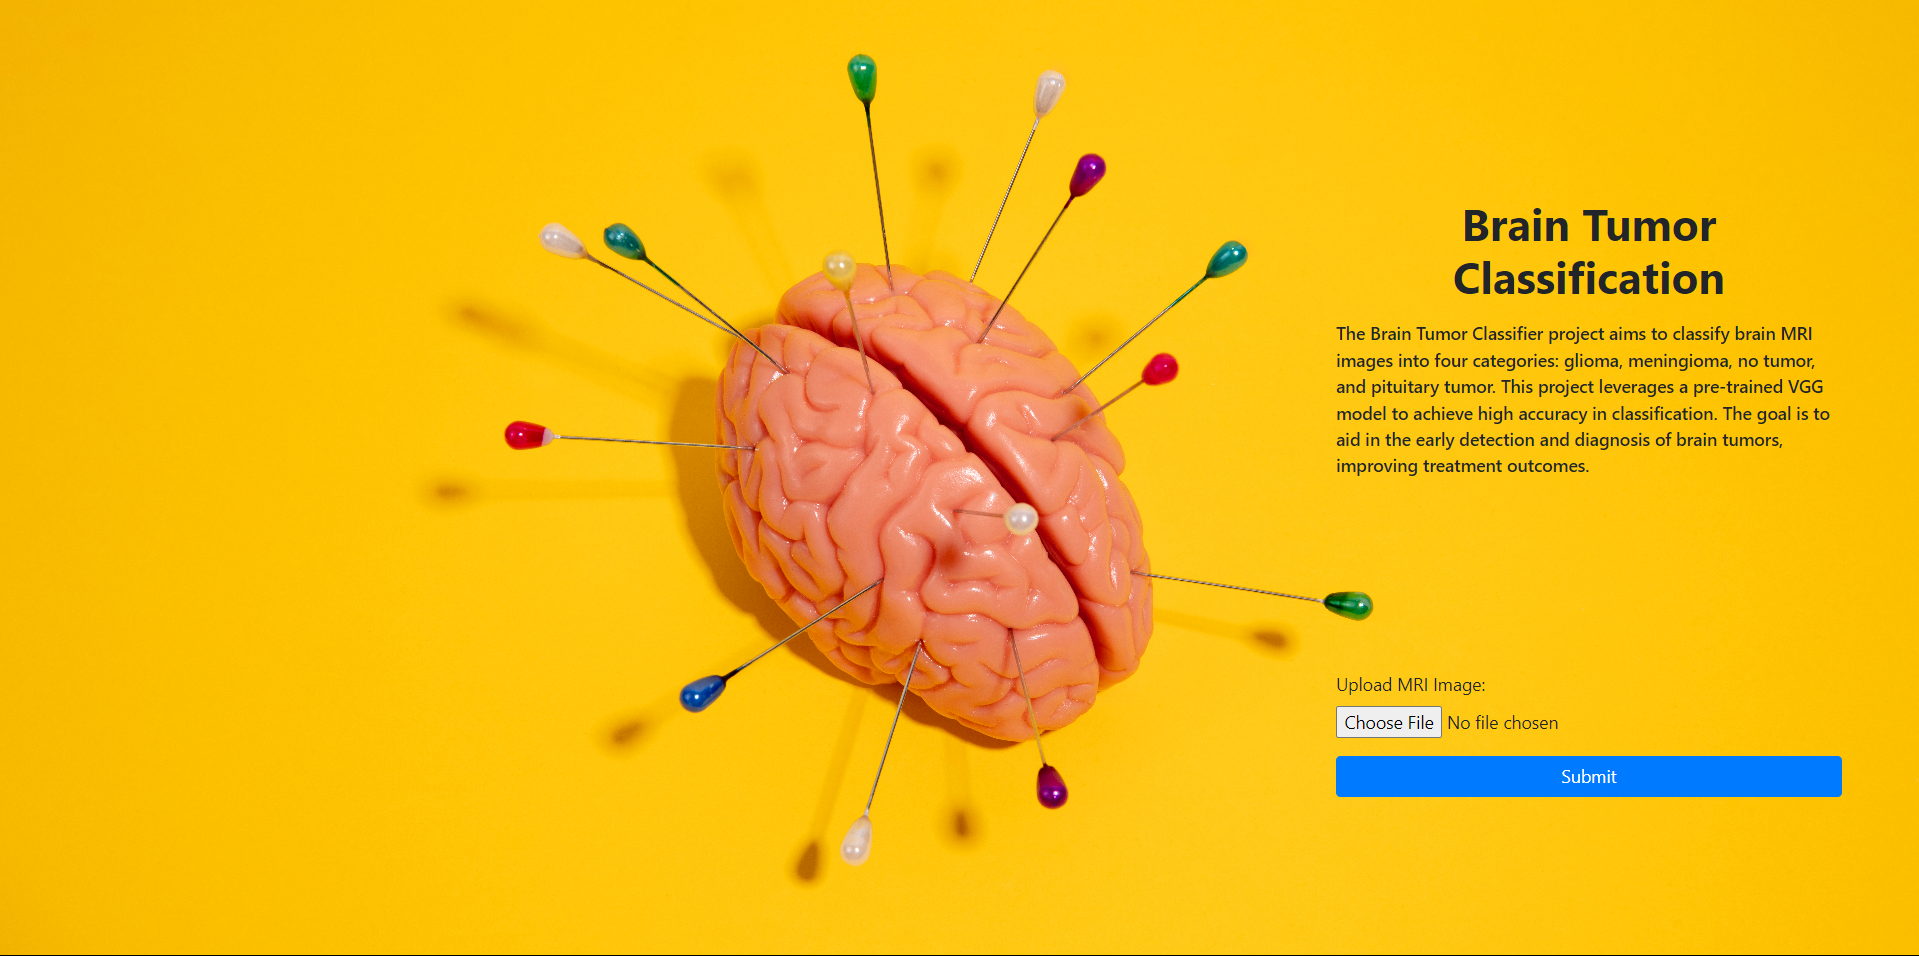 Brain Tumor
Classification
The Brain Tumor Classifier project aims to classify brain MRI
images into four categories: glioma, meningioma, no tumor,
and pituitary tumor. This project leverages a pre-trained VGG
model to achieve high accuracy in classification. The goal is to
aid in the early detection and diagnosis of brain tumors,
improving treatment outcomes.
Upload MRI Image:
Choose File No file chosen
Submit